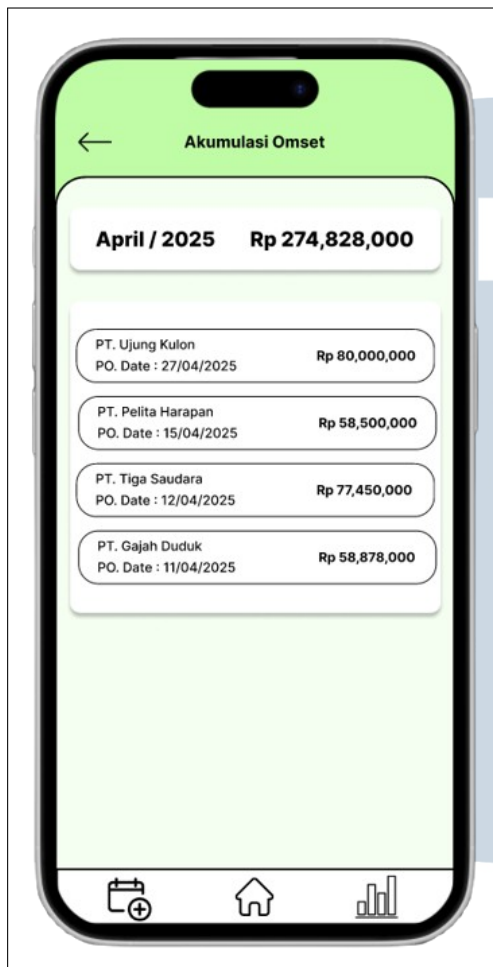 Akumulasi Omset
April / 2025 Rp 274,828,000
PT. Ujung Kulon
PO. Date : 27/04/2025
Rp 80,000,000
PT. Pelita Harapan
PO. Date : 15/04/2025
Rp 58,500,000
PT. Tiga Saudara
PO. Date : 12/04/2025
Rp 77,450,000
PT. Gajah Duduk
PO. Date : 11/04/2025
Rp 58,878,000